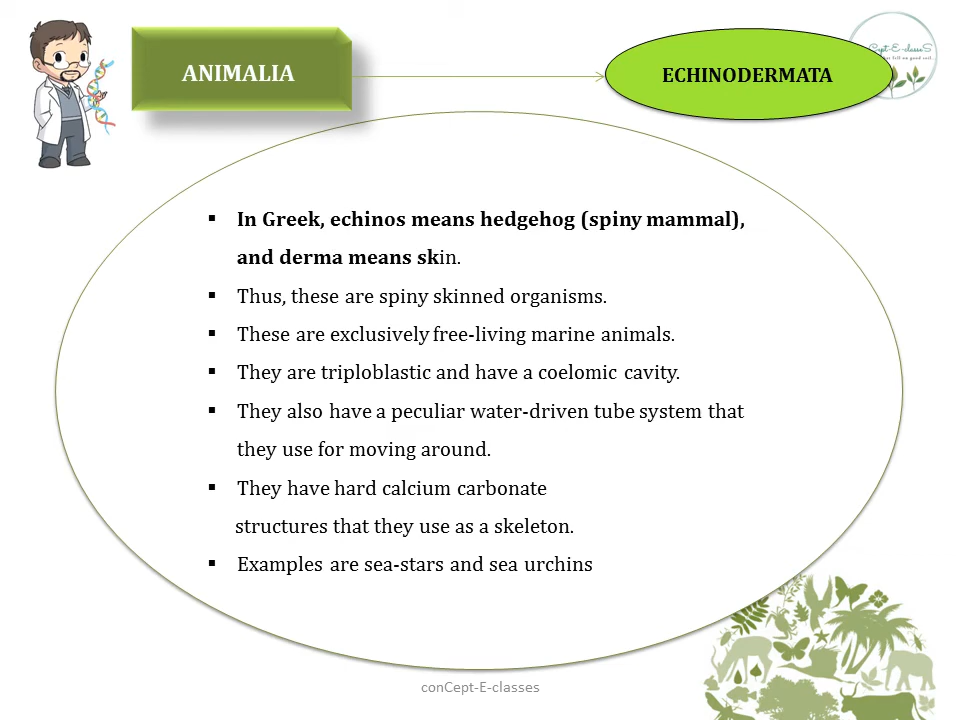 ANIMALIA
ECHINODERMATA
▪ In Greek, echinos means hedgehog (spiny mammal),
and derma means skin.
▪ Thus, these are spiny skinned organisms.
▪ These are exclusively free-living marine animals.
▪ They are triploblastic and have a coelomic cavity.
▪ They also have a peculiar water-driven tube system that
they use for moving around.
▪ They have hard calcium carbonate
structures that they use as a skeleton.
▪ Examples are sea-stars and sea urchins
conCept-E-classes